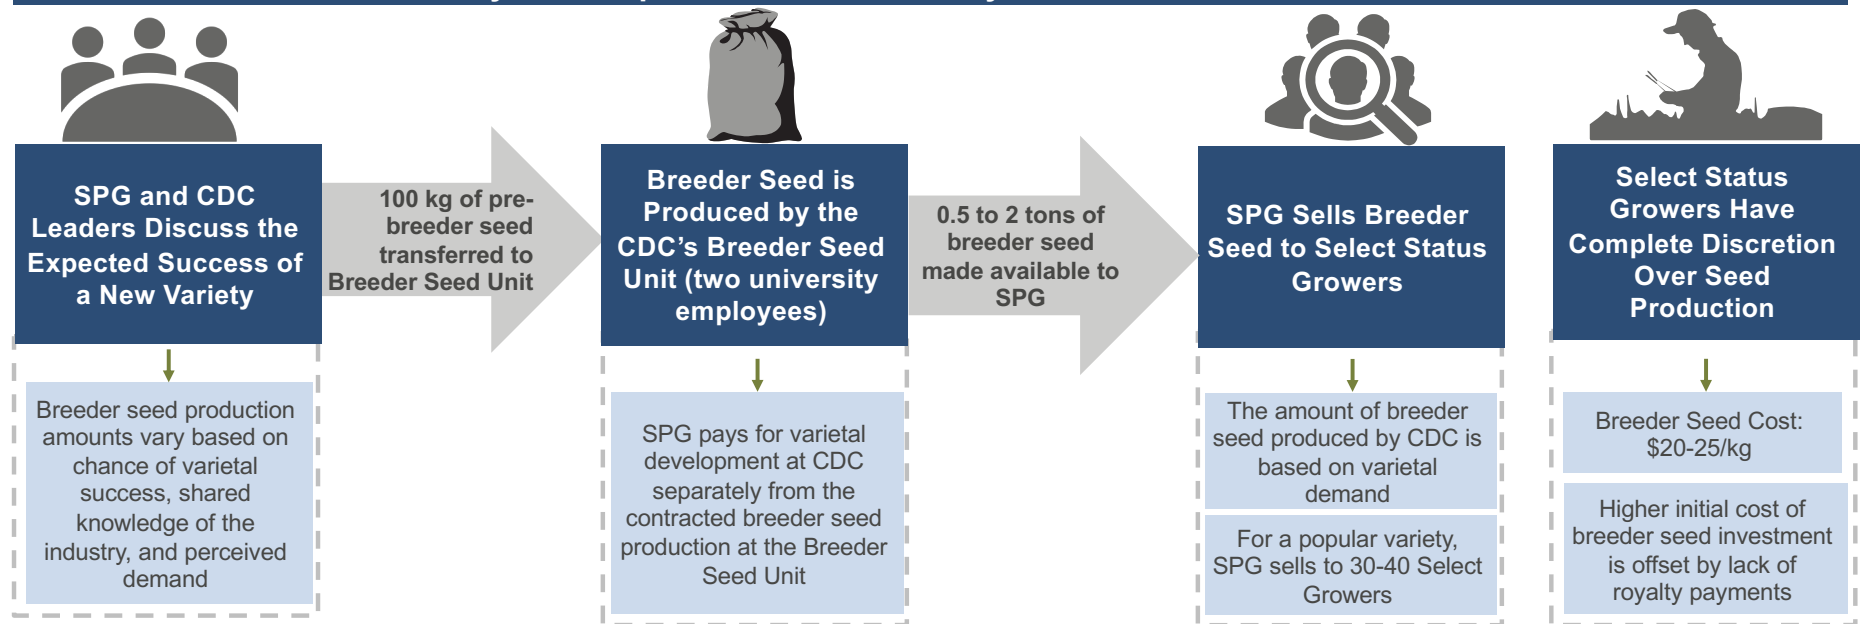 SPG and CDC
Leaders Discuss the
Expected Success of
a New Variety
100 kg of pre-
breeder seed
transferred to
Breeder Seed Unit
Breeder Seed is
Produced by the
CDC's Breeder Seed
Unit (two university
employees)
0.5 to 2 tons of
breeder seed
made available to
SPG
SPG Sells Breeder
Seed to Select Status
Growers
Select Status
Growers Have
Complete Discretion
Over Seed
Production
Breeder seed production
amounts vary based on
chance of varietal
success, shared
knowledge of the
industry, and perceived
demand
SPG pays for varietal
development at CDC
separately from the
contracted breeder seed
production at the Breeder
Seed Unit
The amount of breeder
seed produced by CDC is
based on varietal
demand
For a popular variety,
SPG sells to 30-40 Select
Growers
Breeder Seed Cost:
$20-25/kg
Higher initial cost of
breeder seed investment
is offset by lack of
royalty payments